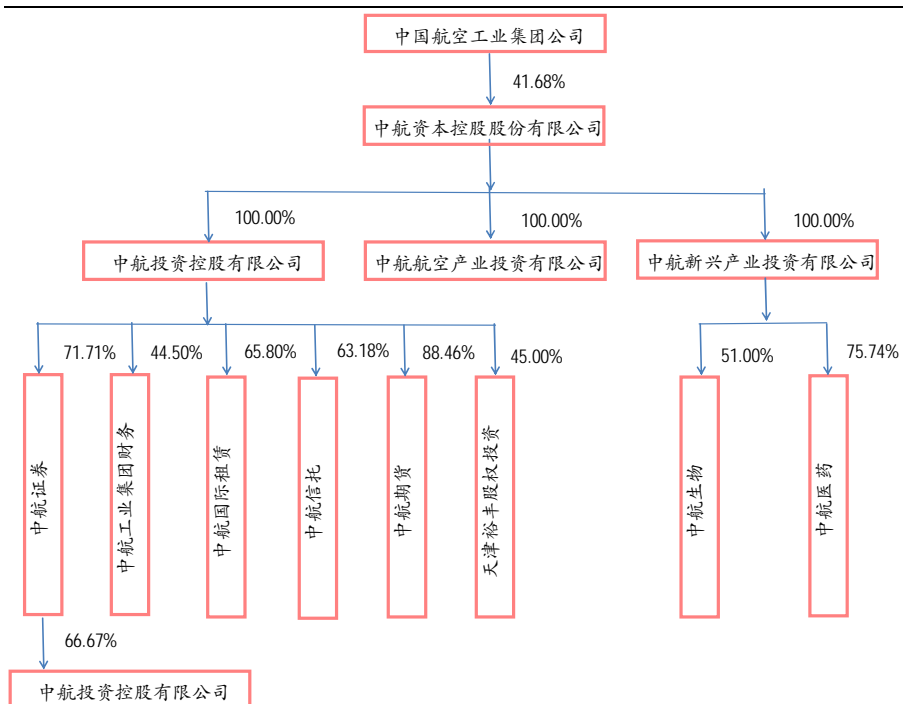 中国航空工业集团公司
41.68%
中航资本控股股份有限公司
100.00%
100.00%
100.00%
中航投资控股有限公司
中航航空产业投资有限公司
中航新兴产业投资有限公司
71.71%
44.50%
65.80%
63.18%
88.46%
45.00%
51.00%
75.74%
中航证券
中航工业集团财务
中航国际租赁
中航信托
中航期货
天津裕丰股权投资
中航生物
中航医药
66.67%
中航投资控股有限公司